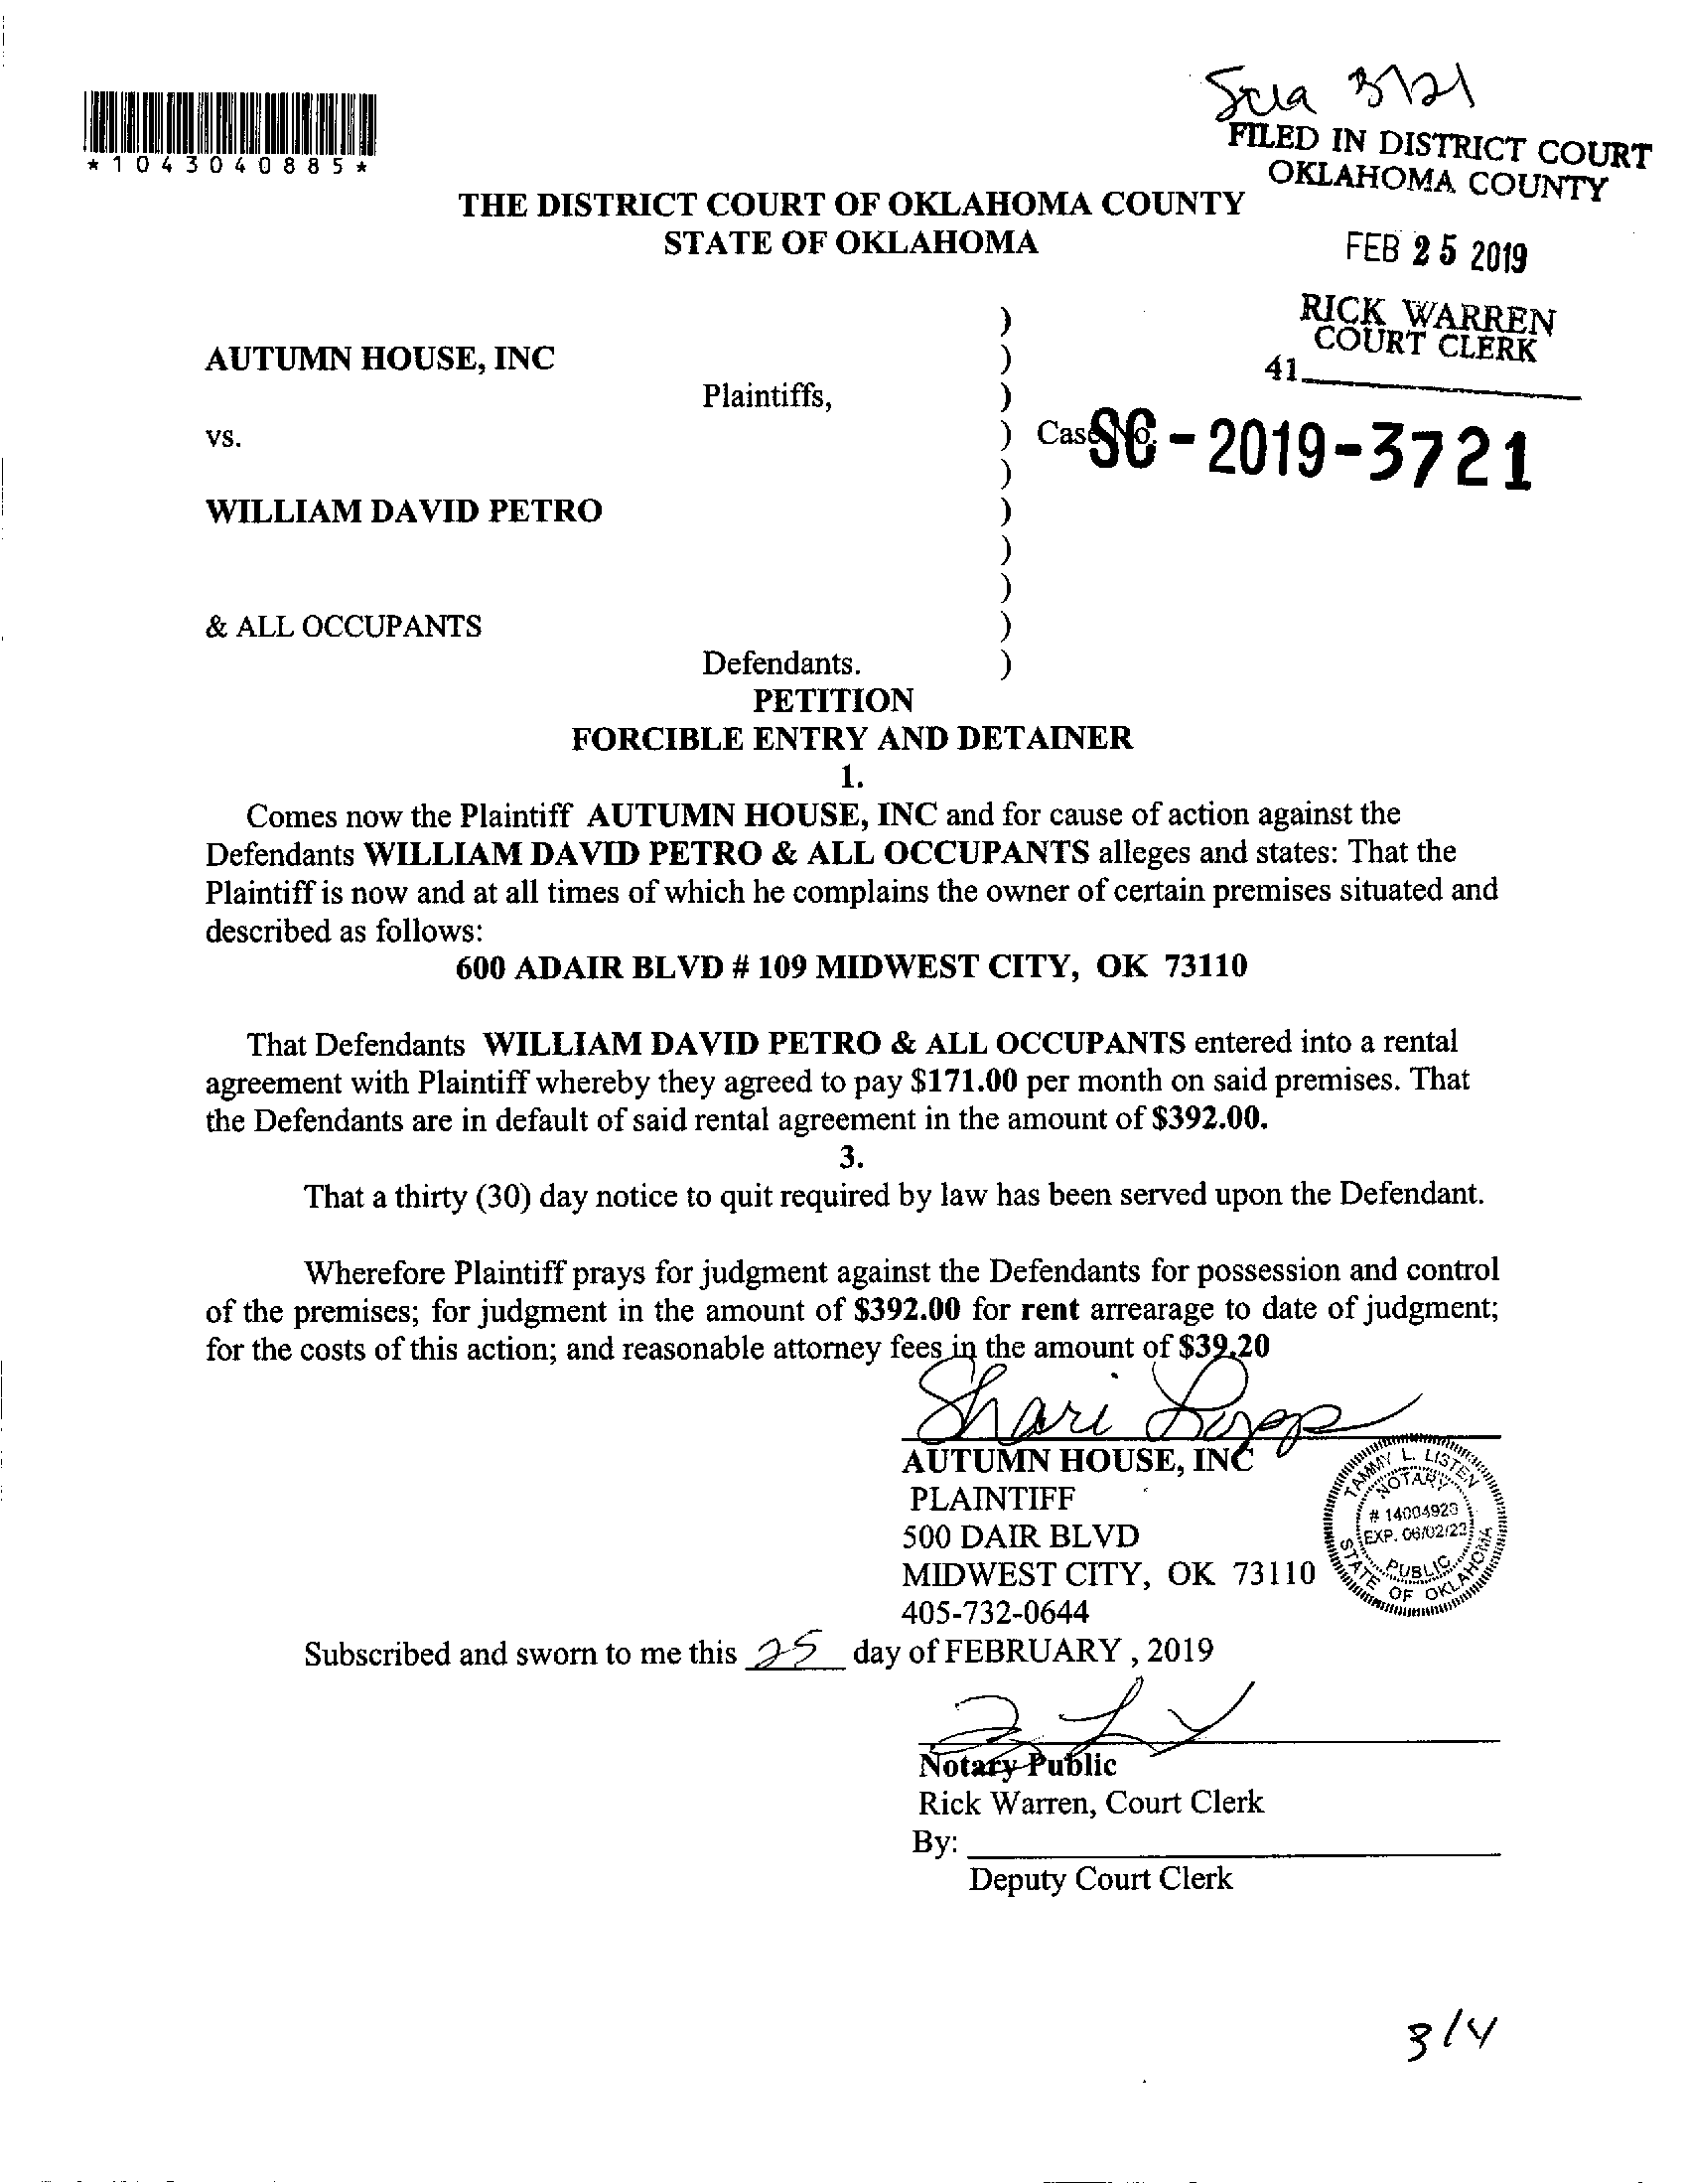 3\21
FILED IN DISTRICT COURT
OKLAHOMA COUNTY
*1043040885*
THE DISTRICT COURT OF OKLAHOMA COUNTY
STATE OF OKLAHOMA
FEB 25 2019
RICK WARREN
COURT CLERK
41
AUTUMN HOUSE, INC )
Plaintiffs, )
vs. ) Case No. SC-2019-3721
)
WILLIAM DAVID PETRO )
)
)
& ALL OCCUPANTS )
Defendants. )
PETITION
FORCIBLE ENTRY AND DETAINER
1.
Comes now the Plaintiff AUTUMN HOUSE, INC and for cause of action against the
Defendants WILLIAM DAVID PETRO & ALL OCCUPANTS alleges and states: That the
Plaintiff is now and at all times of which he complains the owner of certain premises situated and
described as follows:
600 ADAIR BLVD # 109 MIDWEST CITY, OK 73110
That Defendants WILLIAM DAVID PETRO & ALL OCCUPANTS entered into a rental
agreement with Plaintiff whereby they agreed to pay $171.00 per month on said premises. That
the Defendants are in default of said rental agreement in the amount of $392.00.
3.
That a thirty (30) day notice to quit required by law has been served upon the Defendant.
Wherefore Plaintiff prays for judgment against the Defendants for possession and control
of the premises; for judgment in the amount of $392.00 for rent arrearage to date of judgment;
for the costs of this action; and reasonable attorney fees in the amount of $39.20
Shari
AUTUMN HOUSE, INC
PLAINTIFF
500 DAIR BLVD
MIDWEST CITY, OK 73110
405-732-0644
TAMMY L. LISTEN
NOTARY
# 14004929
EXP. 06/02/22
PUBLIC
STATE OF OKLAHOMA
Subscribed and sworn to me this 25 day of FEBRUARY , 2019
Notary Public
Rick Warren, Court Clerk
By:
Deputy Court Clerk
3/4